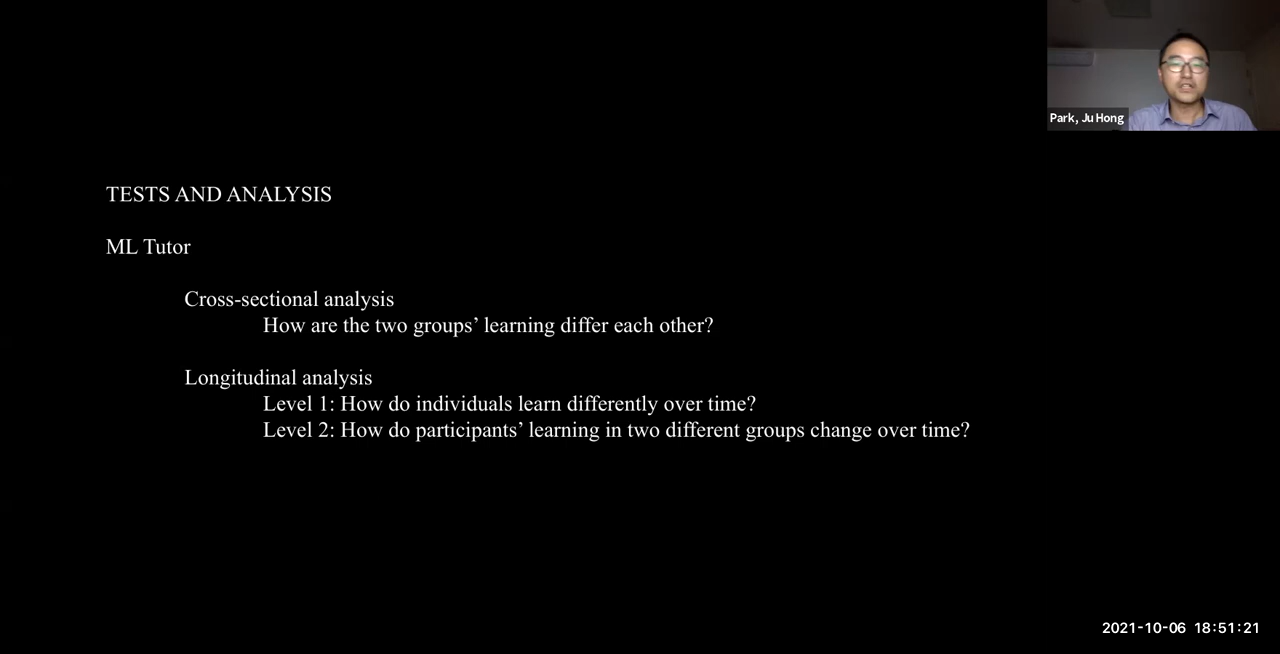 Park, Ju Hong
TESTS AND ANALYSIS
ML Tutor
Cross-sectional analysis
How are the two groups’ learning differ each other?
Longitudinal analysis
Level 1: How do individuals learn differently over time?
Level 2: How do participants’ learning in two different groups change over time?
2021-10-06 18:51:21